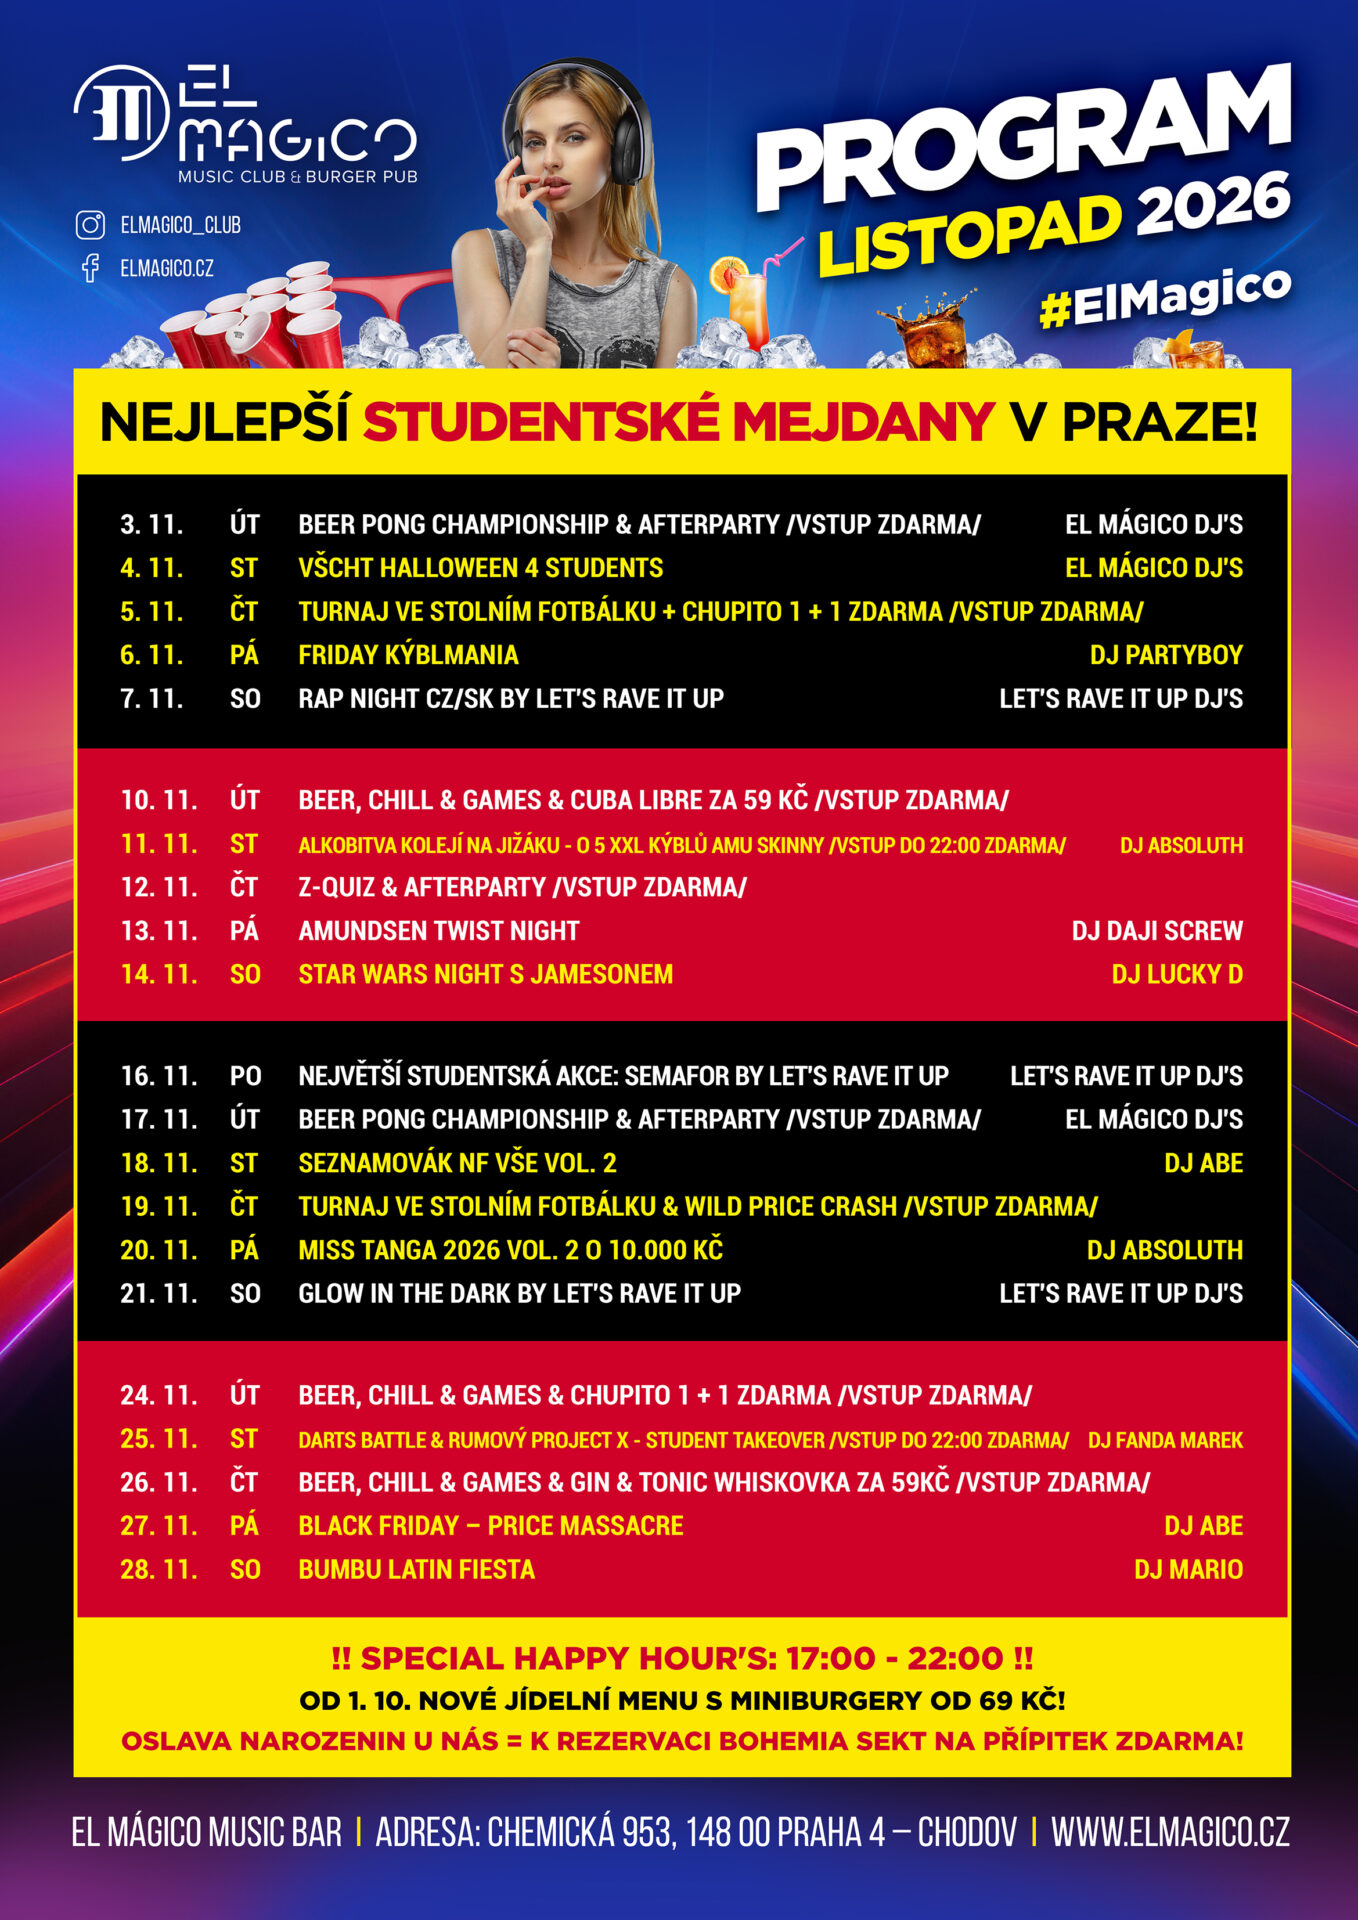 EL MÁGICO
MUSIC CLUB & BURGER PUB
ELMAGICO_CLUB
ELMAGICO.CZ
PROGRAM
LISTOPAD 2026
#ElMagico
NEJLEPŠÍ STUDENTSKÉ MEJDANY V PRAZE!
3. 11. ÚT BEER PONG CHAMPIONSHIP & AFTERPARTY /VSTUP ZDARMA/ EL MÁGICO DJ'S
4. 11. ST VŠCHT HALLOWEEN 4 STUDENTS EL MÁGICO DJ'S
5. 11. ČT TURNAJ VE STOLNÍM FOTBÁLKU + CHUPITO 1 + 1 ZDARMA /VSTUP ZDARMA/
6. 11. PÁ FRIDAY KÝBLMANIA DJ PARTYBOY
7. 11. SO RAP NIGHT CZ/SK BY LET'S RAVE IT UP LET'S RAVE IT UP DJ'S
10. 11. ÚT BEER, CHILL & GAMES & CUBA LIBRE ZA 59 KČ /VSTUP ZDARMA/
11. 11. ST ALKOBITVA KOLEJÍ NA JIŽÁKU - O 5 XXL KÝBLŮ AMU SKINNY /VSTUP DO 22:00 ZDARMA/ DJ ABSOLUTH
12. 11. ČT Z-QUIZ & AFTERPARTY /VSTUP ZDARMA/
13. 11. PÁ AMUNDSEN TWIST NIGHT DJ DAJI SCREW
14. 11. SO STAR WARS NIGHT S JAMESONEM DJ LUCKY D
16. 11. PO NEJVĚTŠÍ STUDENTSKÁ AKCE: SEMAFOR BY LET'S RAVE IT UP LET'S RAVE IT UP DJ'S
17. 11. ÚT BEER PONG CHAMPIONSHIP & AFTERPARTY /VSTUP ZDARMA/ EL MÁGICO DJ'S
18. 11. ST SEZNAMOVÁK NF VŠE VOL. 2 DJ ABE
19. 11. ČT TURNAJ VE STOLNÍM FOTBÁLKU & WILD PRICE CRASH /VSTUP ZDARMA/
20. 11. PÁ MISS TANGA 2026 VOL. 2 O 10.000 KČ DJ ABSOLUTH
21. 11. SO GLOW IN THE DARK BY LET'S RAVE IT UP LET'S RAVE IT UP DJ'S
24. 11. ÚT BEER, CHILL & GAMES & CHUPITO 1 + 1 ZDARMA /VSTUP ZDARMA/
25. 11. ST DARTS BATTLE & RUMOVÝ PROJECT X - STUDENT TAKEOVER /VSTUP DO 22:00 ZDARMA/ DJ FANDA MAREK
26. 11. ČT BEER, CHILL & GAMES & GIN & TONIC WHISKOVKA ZA 59KČ /VSTUP ZDARMA/
27. 11. PÁ BLACK FRIDAY – PRICE MASSACRE DJ ABE
28. 11. SO BUMBU LATIN FIESTA DJ MARIO
!! SPECIAL HAPPY HOUR'S: 17:00 - 22:00 !!
OD 1. 10. NOVÉ JÍDELNÍ MENU S MINIBURGERY OD 69 KČ!
OSLAVA NAROZENIN U NÁS = K REZERVACI BOHEMIA SEKT NA PŘÍPITEK ZDARMA!
EL MÁGICO MUSIC BAR | ADRESA: CHEMICKÁ 953, 148 00 PRAHA 4 – CHODOV | WWW.ELMAGICO.CZ